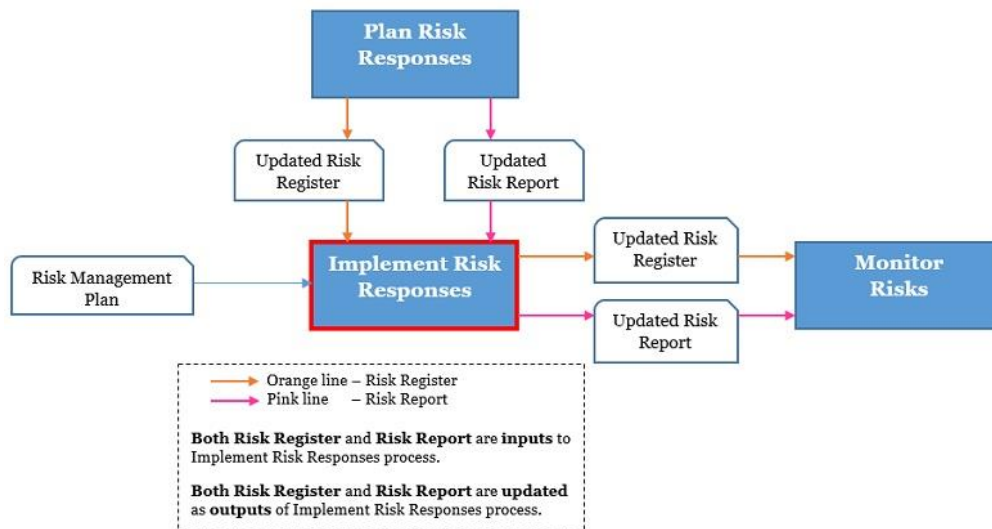 Plan Risk
Responses
Updated Risk
Register
Updated
Risk Report
Risk Management
Plan
Implement Risk
Responses
Updated Risk
Register
Updated Risk
Report
Monitor
Risks
Orange line – Risk Register
Pink line – Risk Report
Both Risk Register and Risk Report are inputs to
Implement Risk Responses process.
Both Risk Register and Risk Report are updated
as outputs of Implement Risk Responses process.